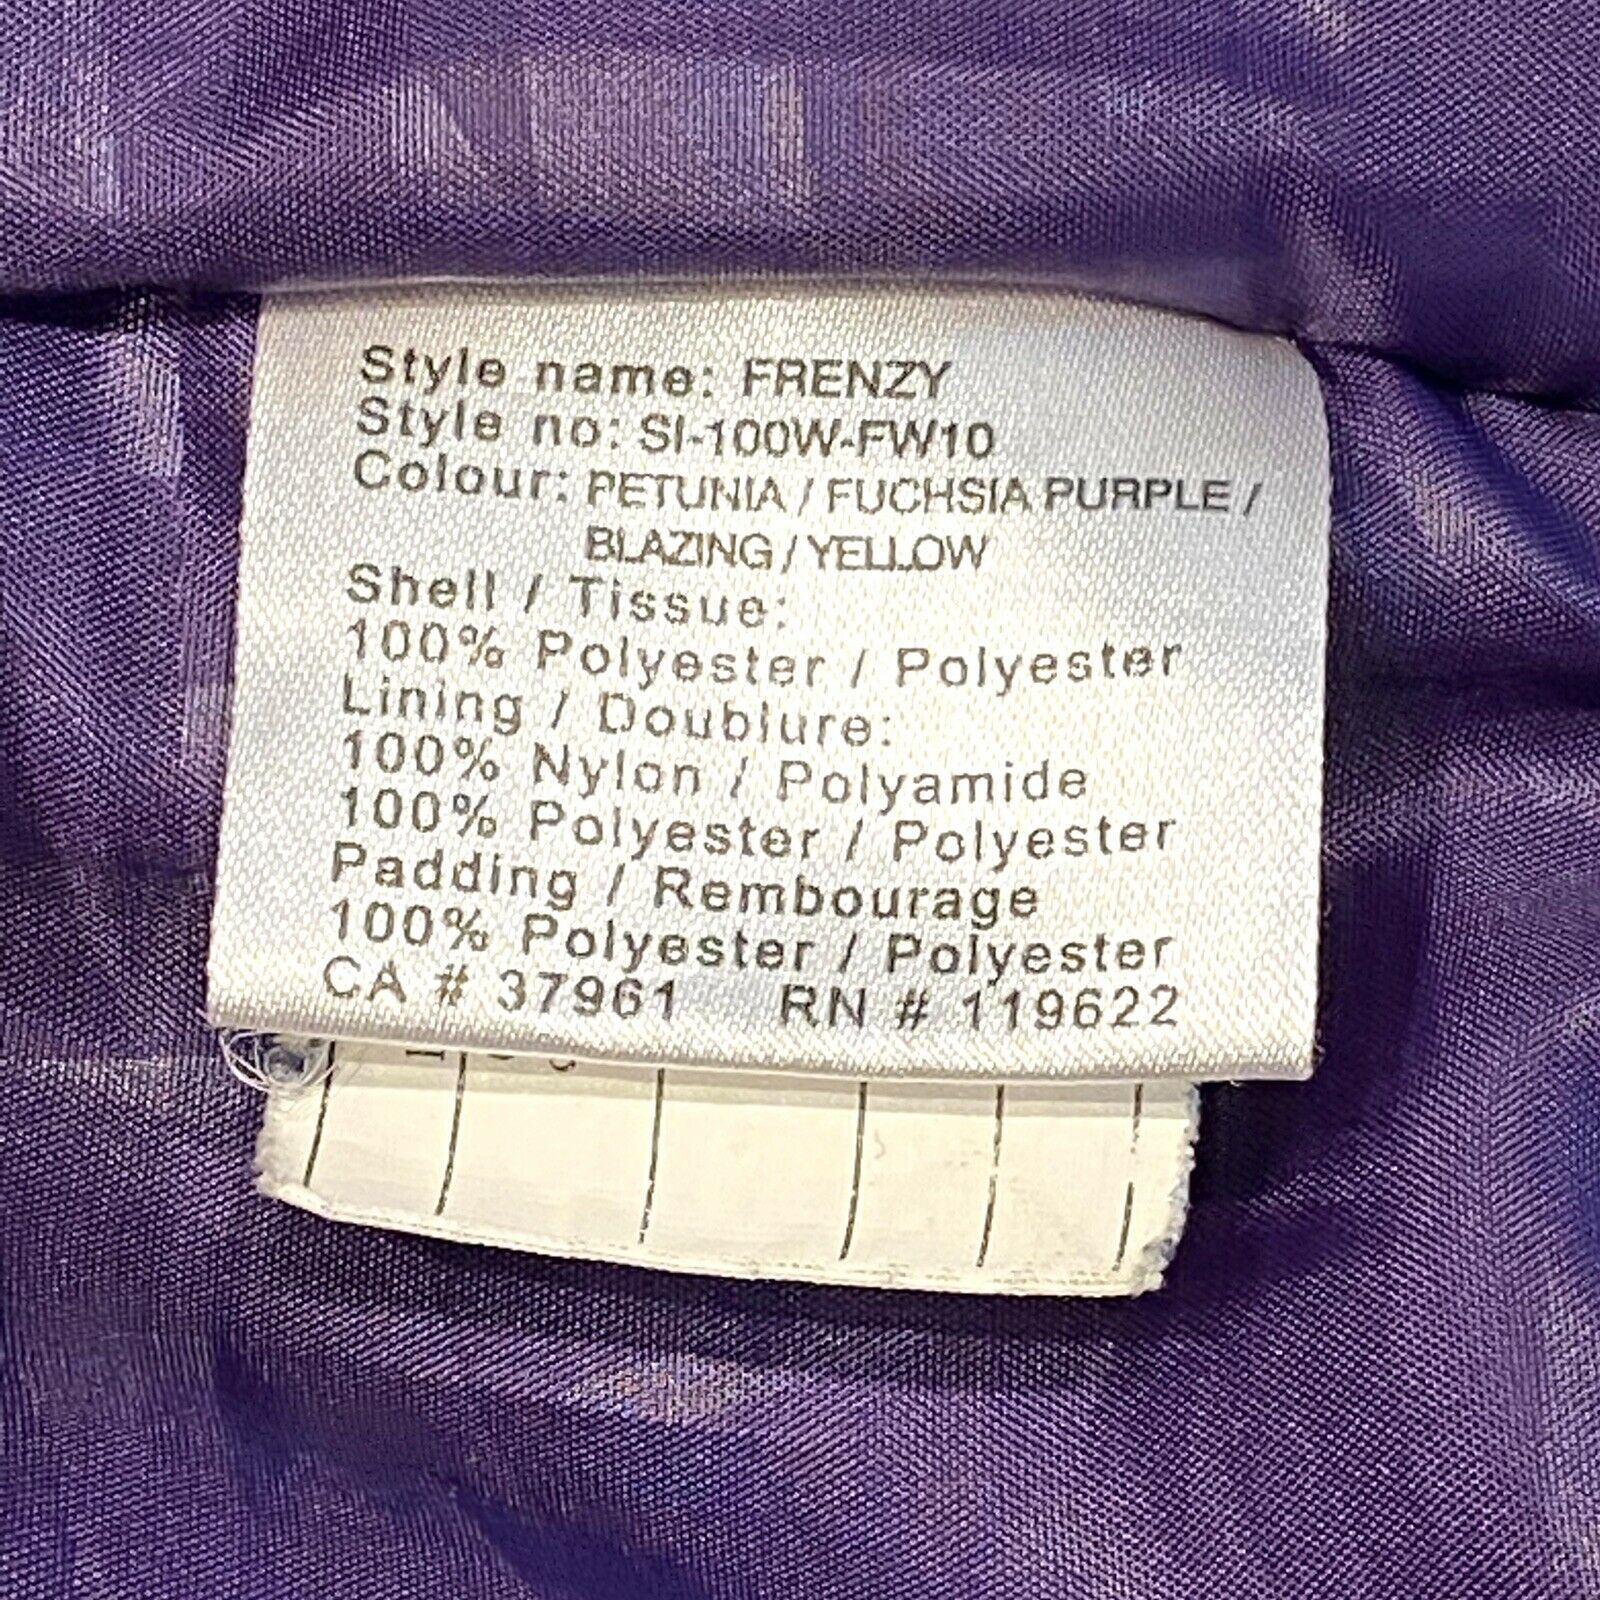 Style name: FRENZY
Style no: SI-100W-FW10
Colour: PETUNIA / FUCHSIA PURPLE /
BLAZING / YELLOW
Shell / Tissue:
100% Polyester / Polyester
Lining / Doublure:
100% Nylon / Polyamide
100% Polyester / Polyester
Padding / Rembourage
100% Polyester / Polyester
CA # 37961 RN # 119622